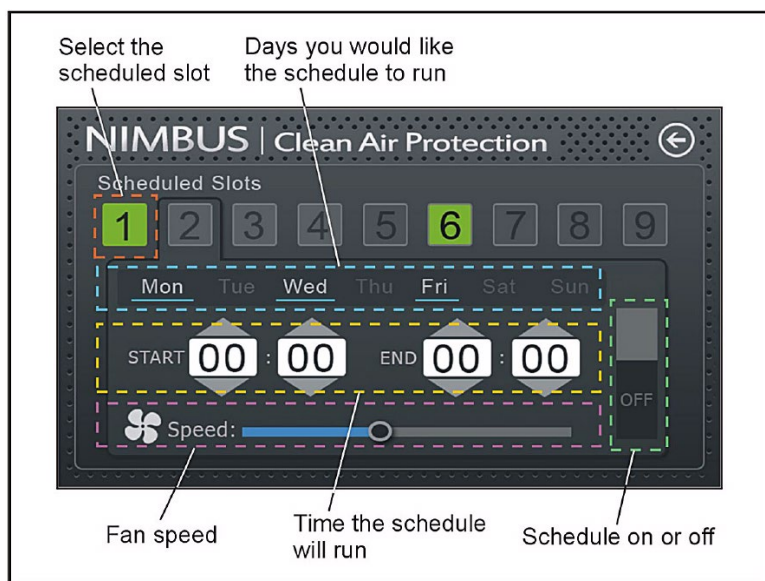 Select the
scheduled slot
Days you would like
the schedule to run
NIMBUS | Clean Air Protection
Scheduled Slots
1 2 3 4 5 6 7 8 9
Mon Tue Wed Thu Fri Sat Sun
START 00 : 00 END 00 : 00
OFF
Speed:
Fan speed
Time the schedule
will run
Schedule on or off